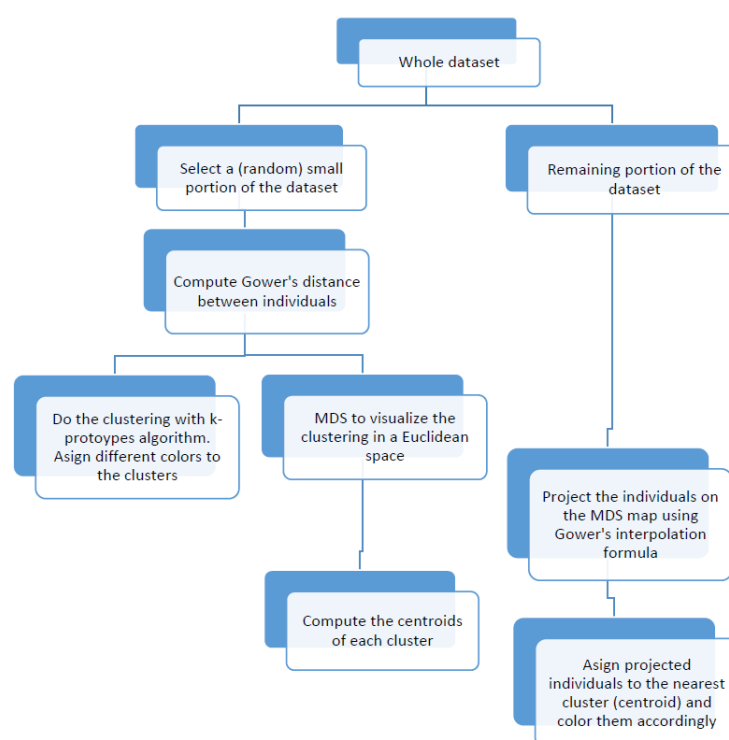 Whole dataset
Select a (random) small
portion of the dataset
Remaining portion of the
dataset
Compute Gower's distance
between individuals
Do the clustering with k-
protoypes algorithm.
Asign different colors to
the clusters
MDS to visualize the
clustering in a Euclidean
space
Project the individuals on
the MDS map using
Gower's interpolation
formula
Compute the centroids
of each cluster
Asign projected
individuals to the nearest
cluster (centroid) and
color them accordingly